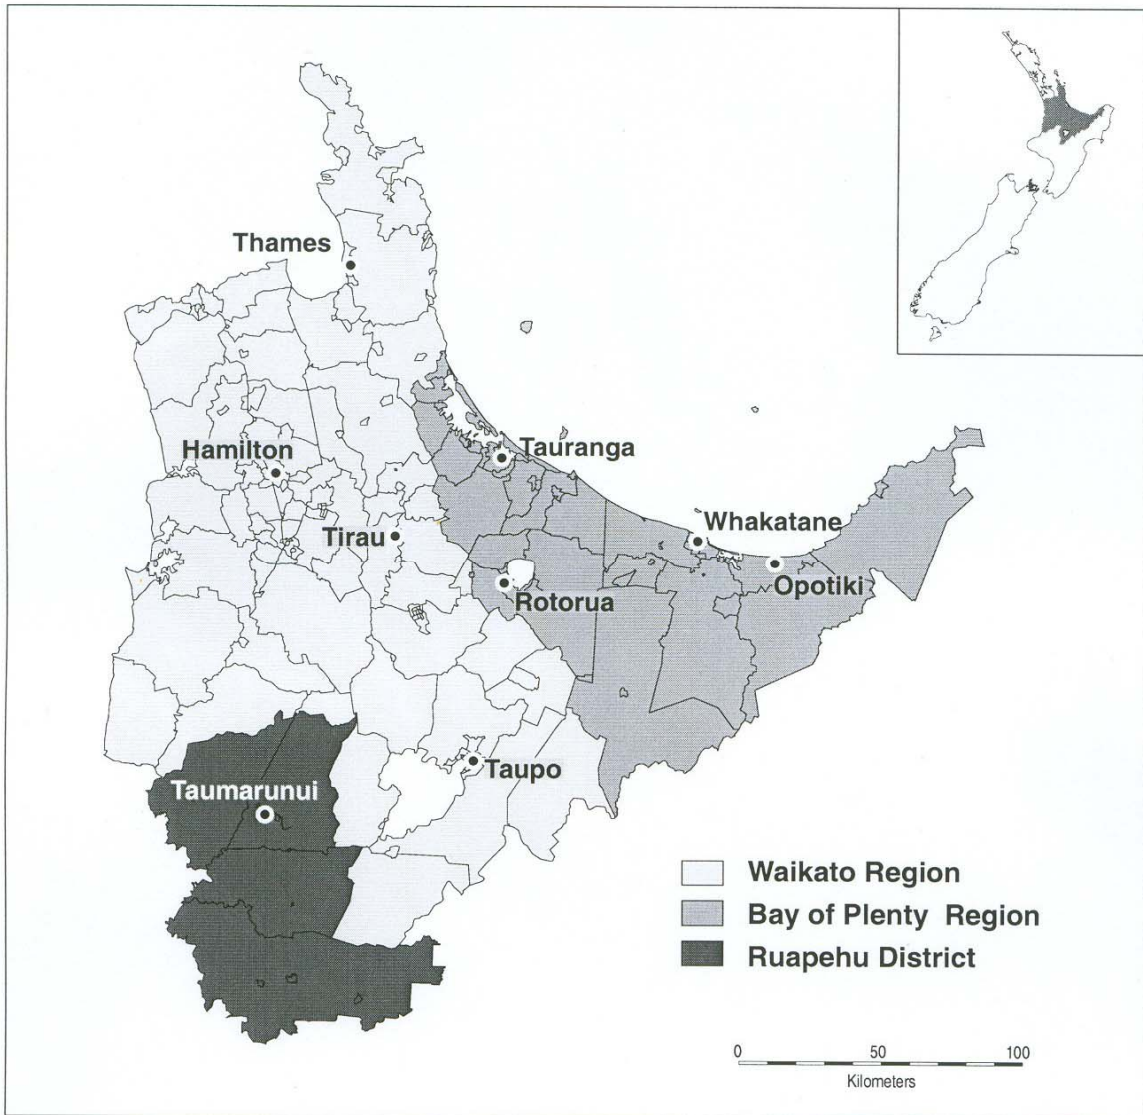 Thames
Hamilton
Tauranga
Whakatane
Tirau
Opotiki
Rotorua
Taupo
Taumarunui
Waikato Region
Bay of Plenty Region
Ruapehu District
0 50 100
Kilometers